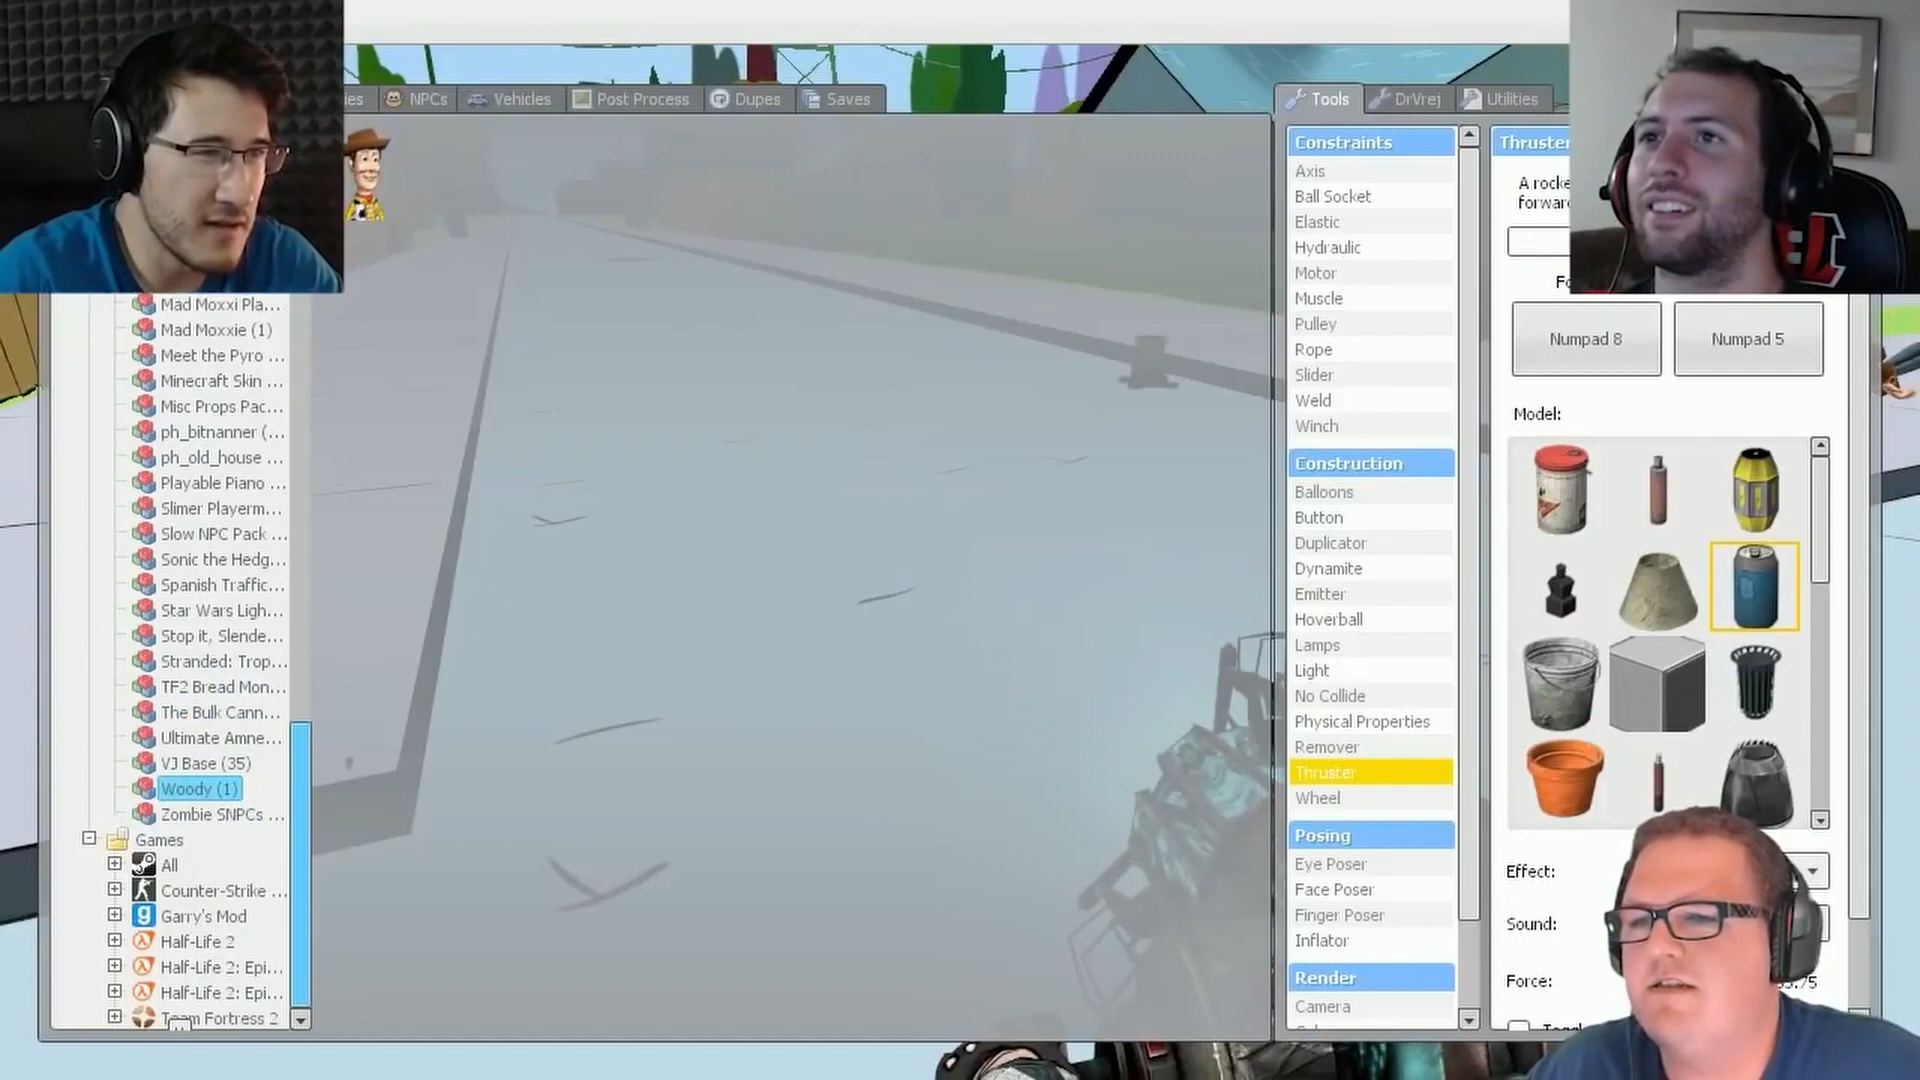 ies
NPCs
Vehicles
Post Process
Dupes
Saves
Tools
DrVrej
Utilities
Mad Moxxi Pla...
Mad Moxxie (1)
Meet the Pyro ...
Minecraft Skin ...
Misc Props Pac...
ph_bitnanner (...
ph_old_house ...
Playable Piano ...
Slimer Playerm...
Slow NPC Pack ...
Sonic the Hedg...
Spanish Traffic...
Star Wars Ligh...
Stop it, Slende...
Stranded: Trop...
TF2 Bread Mon...
The Bulk Cann...
Ultimate Amne...
VJ Base (35)
Woody (1)
Zombie SNPCs ...
Games
All
Counter-Strike ...
Garry's Mod
Half-Life 2
Half-Life 2: Epi...
Half-Life 2: Epi...
Team Fortress 2
Constraints
Axis
Ball Socket
Elastic
Hydraulic
Motor
Muscle
Pulley
Rope
Slider
Weld
Winch
Construction
Balloons
Button
Duplicator
Dynamite
Emitter
Hoverball
Lamps
Light
No Collide
Physical Properties
Remover
Thruster
Wheel
Posing
Eye Poser
Face Poser
Finger Poser
Inflator
Render
Camera
Thruster
A rocke
forward
Fo
Numpad 8
Numpad 5
Model:
Effect:
Sound:
Force: